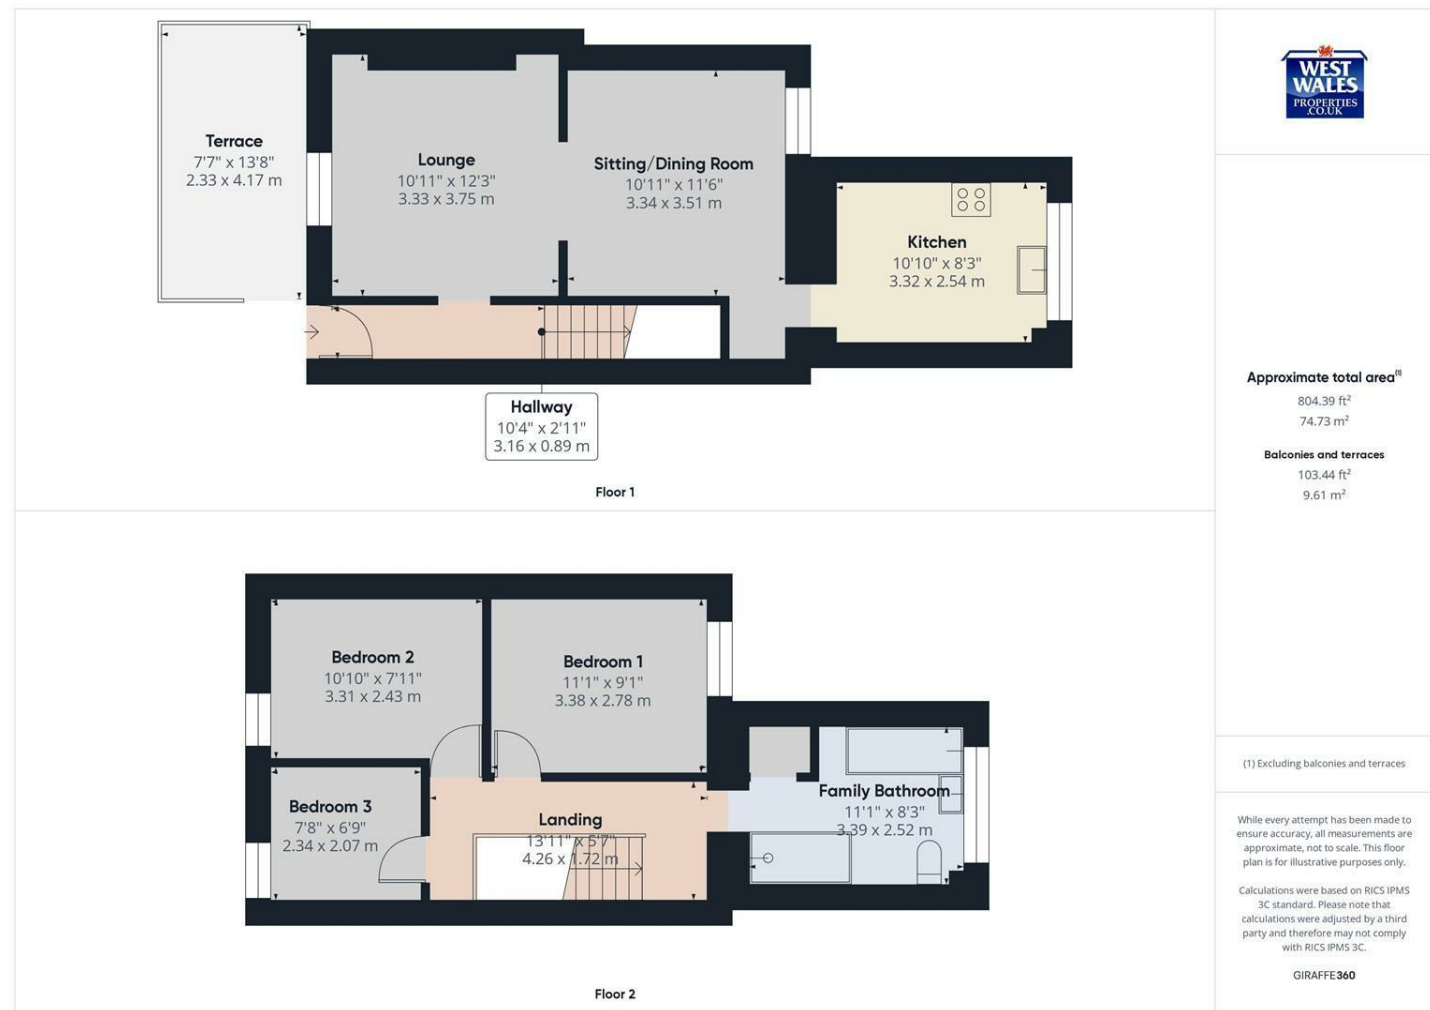 Terrace
7'7" x 13'8"
2.33 x 4.17 m
Lounge
10'11" x 12'3"
3.33 x 3.75 m
Sitting/Dining Room
10'11" x 11'6"
3.34 x 3.51 m
Kitchen
10'10" x 8'3"
3.32 x 2.54 m
Hallway
10'4" x 2'11"
3.16 x 0.89 m
Floor 1
Bedroom 2
10'10" x 7'11"
3.31 x 2.43 m
Bedroom 1
11'1" x 9'1"
3.38 x 2.78 m
Bedroom 3
7'8" x 6'9"
2.34 x 2.07 m
Landing
13'11" x 5'7"
4.26 x 1.72 m
Family Bathroom
11'1" x 8'3"
3.39 x 2.52 m
Floor 2
WEST
WALES
PROPERTIES
.CO.UK
Approximate total area(1)
804.39 ft²
74.73 m²
Balconies and terraces
103.44 ft²
9.61 m²
(1) Excluding balconies and terraces
While every attempt has been made to
ensure accuracy, all measurements are
approximate, not to scale. This floor
plan is for illustrative purposes only.
Calculations were based on RICS IPMS
3C standard. Please note that
calculations were adjusted by a third
party and therefore may not comply
with RICS IPMS 3C.
GIRAFFE360